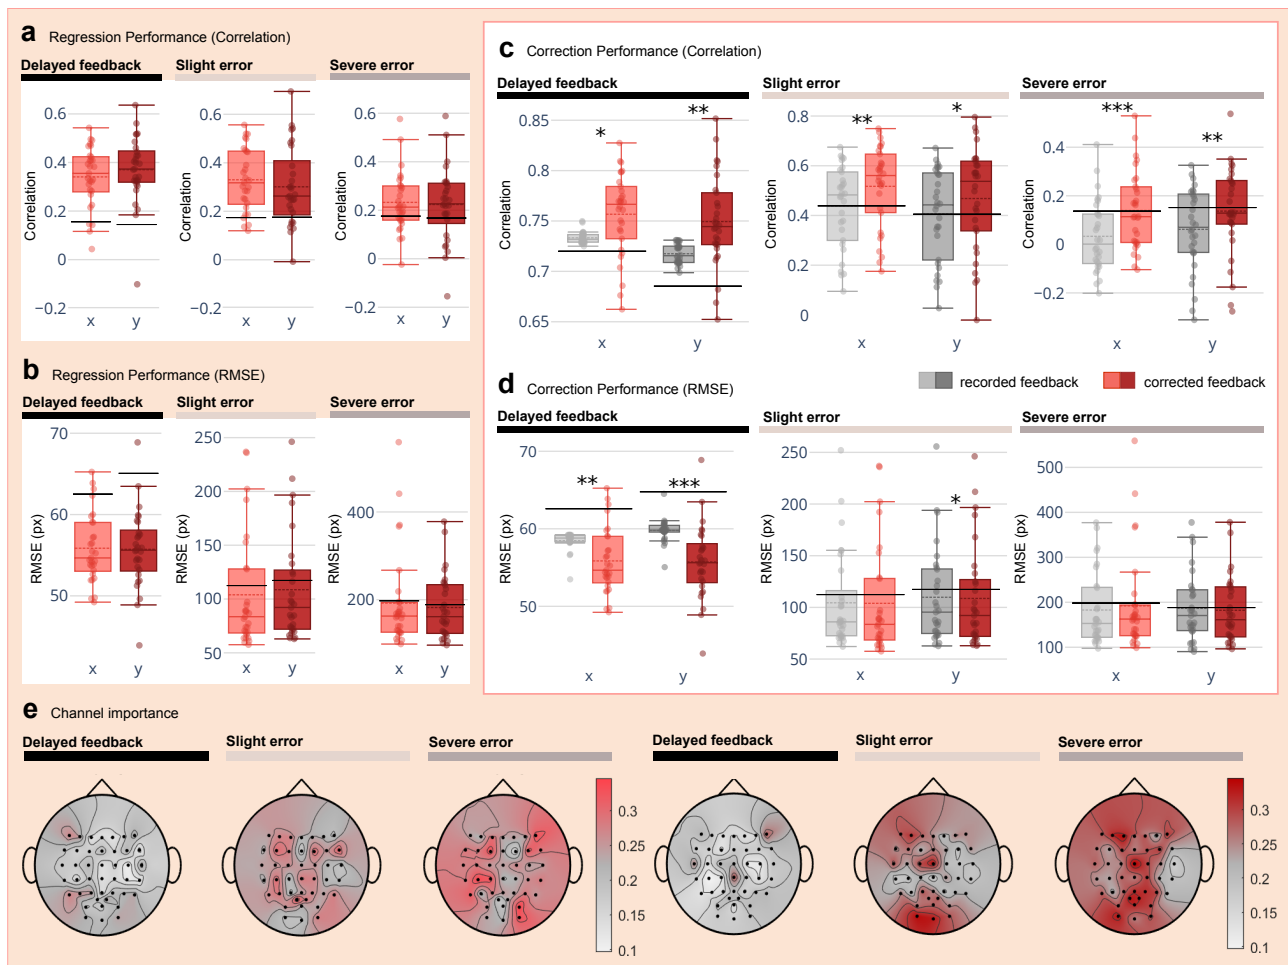 a Regression Performance (Correlation)
Delayed feedback
Slight error
Severe error
Correlation
0.6
0.4
0.2
0
−0.2
x
y
Correlation
0.6
0.4
0.2
0
−0.2
x
y
Correlation
0.6
0.4
0.2
0
−0.2
x
y
b Regression Performance (RMSE)
Delayed feedback
Slight error
Severe error
RMSE (px)
70
50
x
y
RMSE (px)
250
200
150
100
50
x
y
RMSE (px)
400
200
x
y
c Correction Performance (Correlation)
Delayed feedback
Slight error
Severe error
Correlation
0.85
0.8
0.75
0.7
0.65
*
**
x
y
Correlation
0.8
0.6
0.4
0.2
0
**
*
x
y
Correlation
0.4
0.2
0
−0.2
***
**
x
y
recorded feedback
corrected feedback
d Correction Performance (RMSE)
Delayed feedback
Slight error
Severe error
RMSE (px)
70
60
50
**
***
x
y
RMSE (px)
250
200
150
100
50
*
x
y
RMSE (px)
500
400
300
200
100
x
y
e Channel importance
Delayed feedback
Slight error
Severe error
0.3
0.25
0.2
0.15
0.1
Delayed feedback
Slight error
Severe error
0.3
0.25
0.2
0.15
0.1